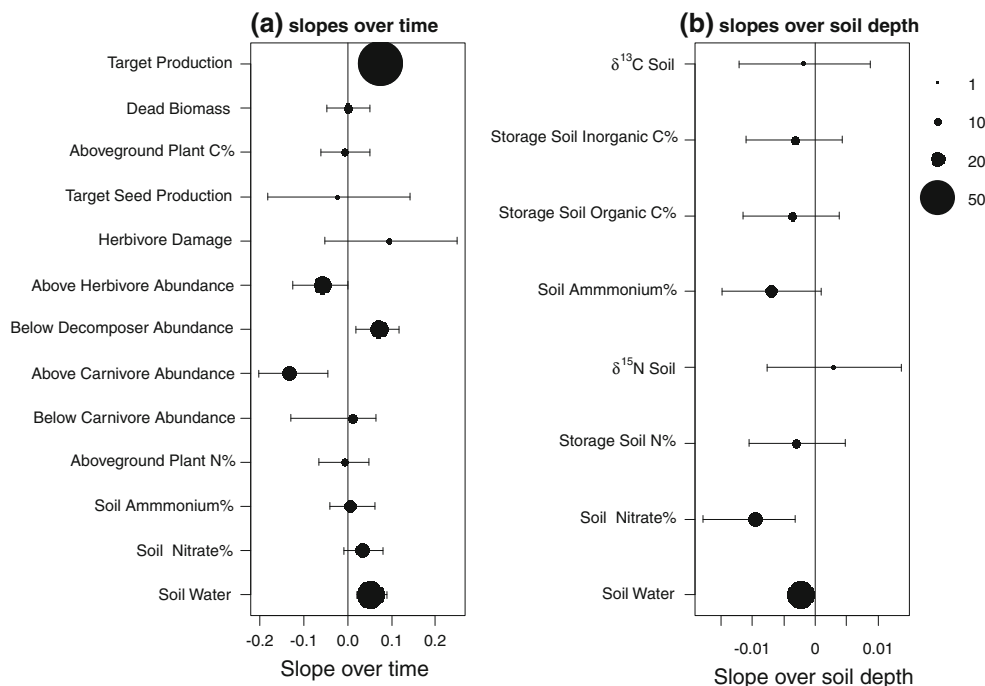 (a) slopes over time
Target Production
Dead Biomass
Aboveground Plant C%
Target Seed Production
Herbivore Damage
Above Herbivore Abundance
Below Decomposer Abundance
Above Carnivore Abundance
Below Carnivore Abundance
Aboveground Plant N%
Soil Ammmonium%
Soil Nitrate%
Soil Water
-0.2 -0.1 0.0 0.1 0.2
Slope over time
(b) slopes over soil depth
δ¹³C Soil
Storage Soil Inorganic C%
Storage Soil Organic C%
Soil Ammmonium%
δ¹⁵N Soil
Storage Soil N%
Soil Nitrate%
Soil Water
-0.01 0 0.01
Slope over soil depth
1
10
20
50